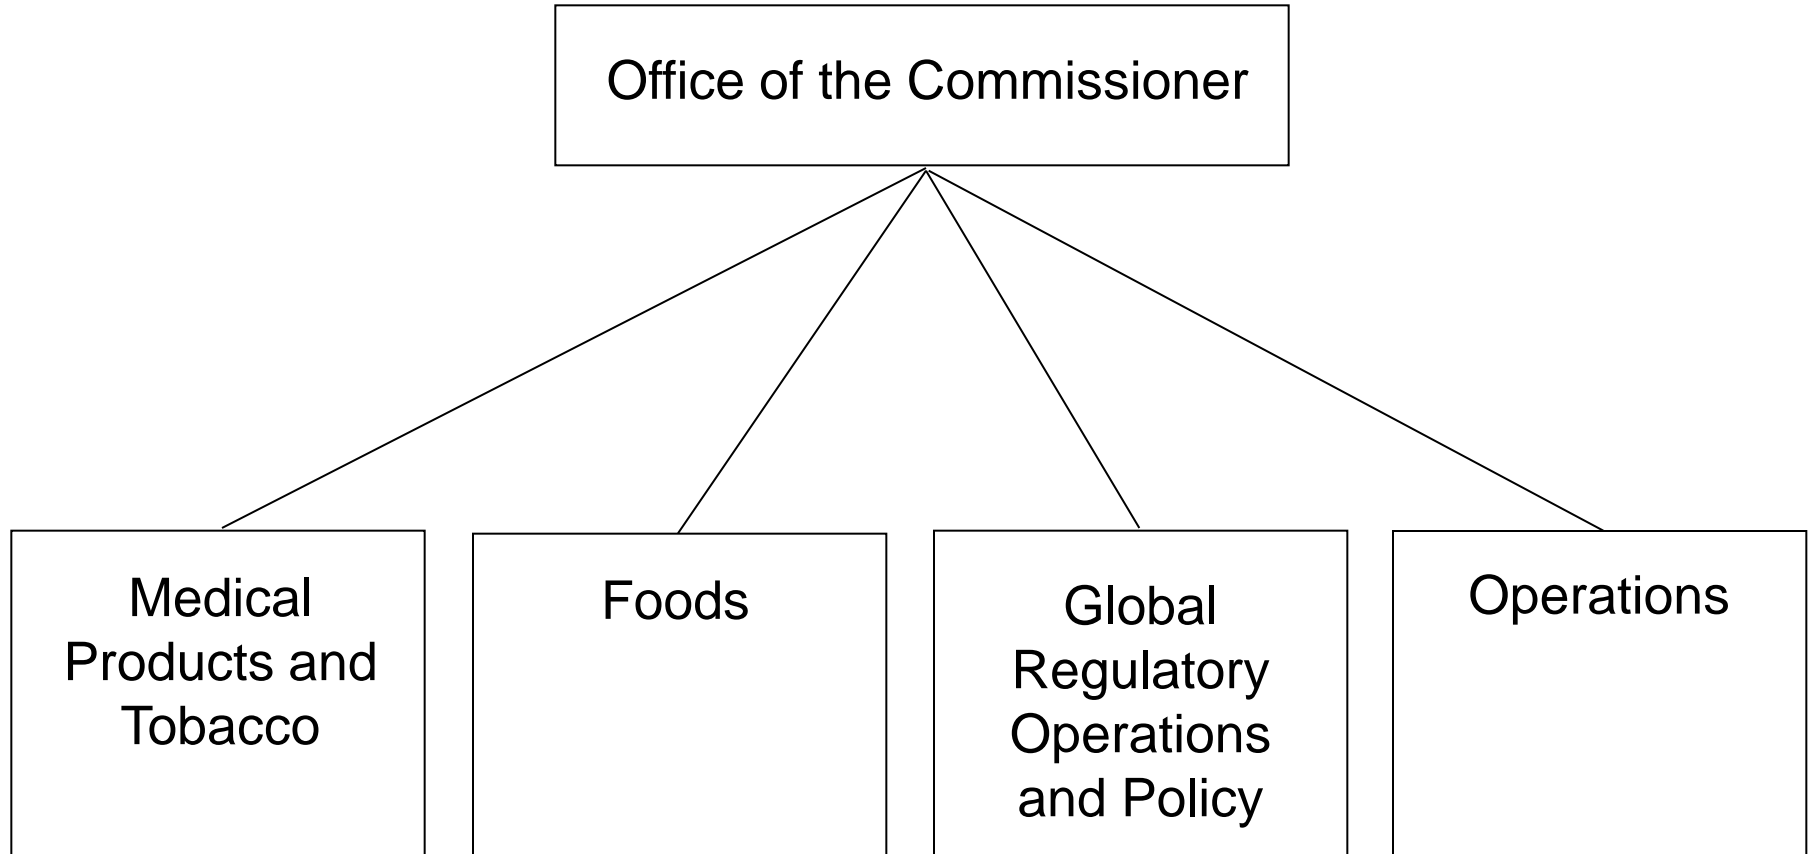 Office of the Commissioner
Medical
Products and
Tobacco
Foods
Global
Regulatory
Operations
and Policy
Operations